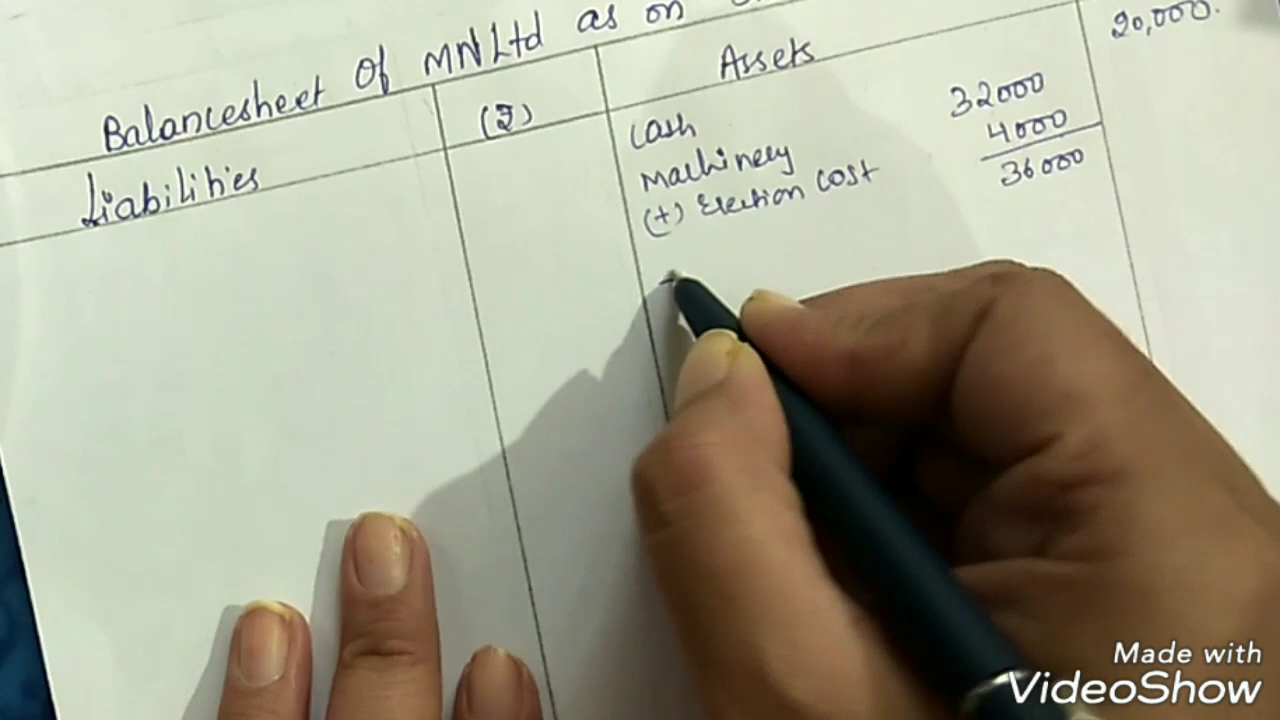 Balancesheet Of MN Ltd as on
Liabilities
(₹)
Assets
20,000.
Cash
Machinery 32000
(+) Erection cost 4000
36000
Made with
VideoShow